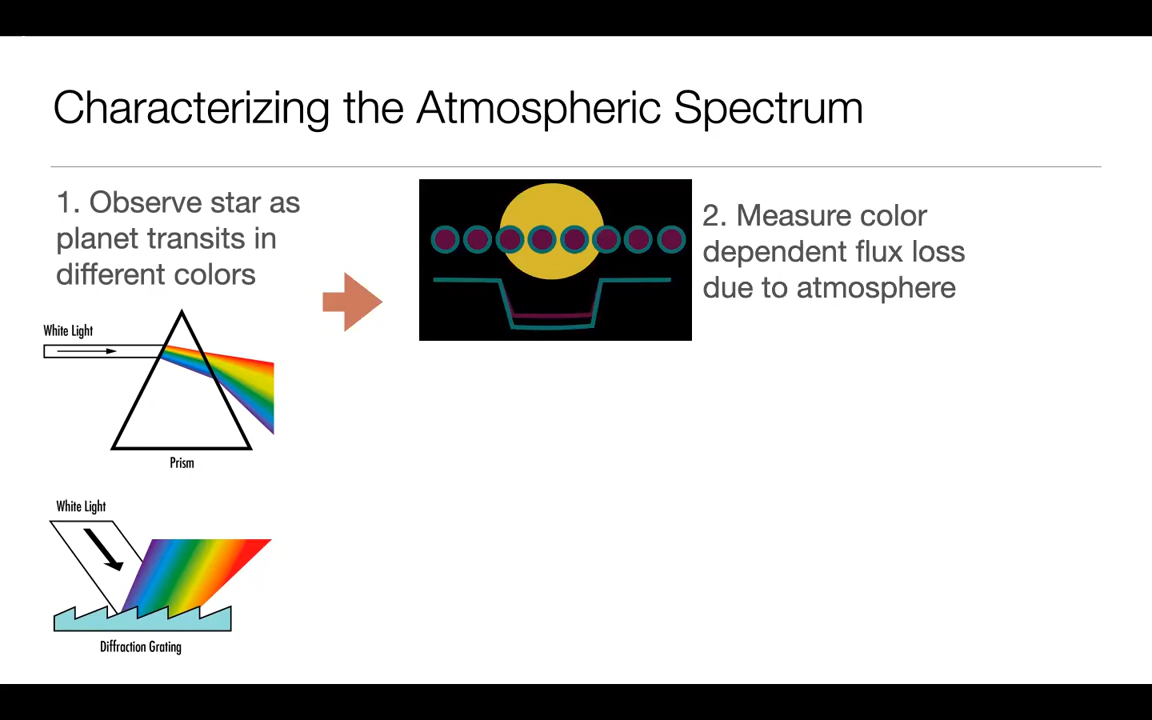 Characterizing the Atmospheric Spectrum
1. Observe star as
planet transits in
different colors
2. Measure color
dependent flux loss
due to atmosphere
White Light
Prism
White Light
Diffraction Grating